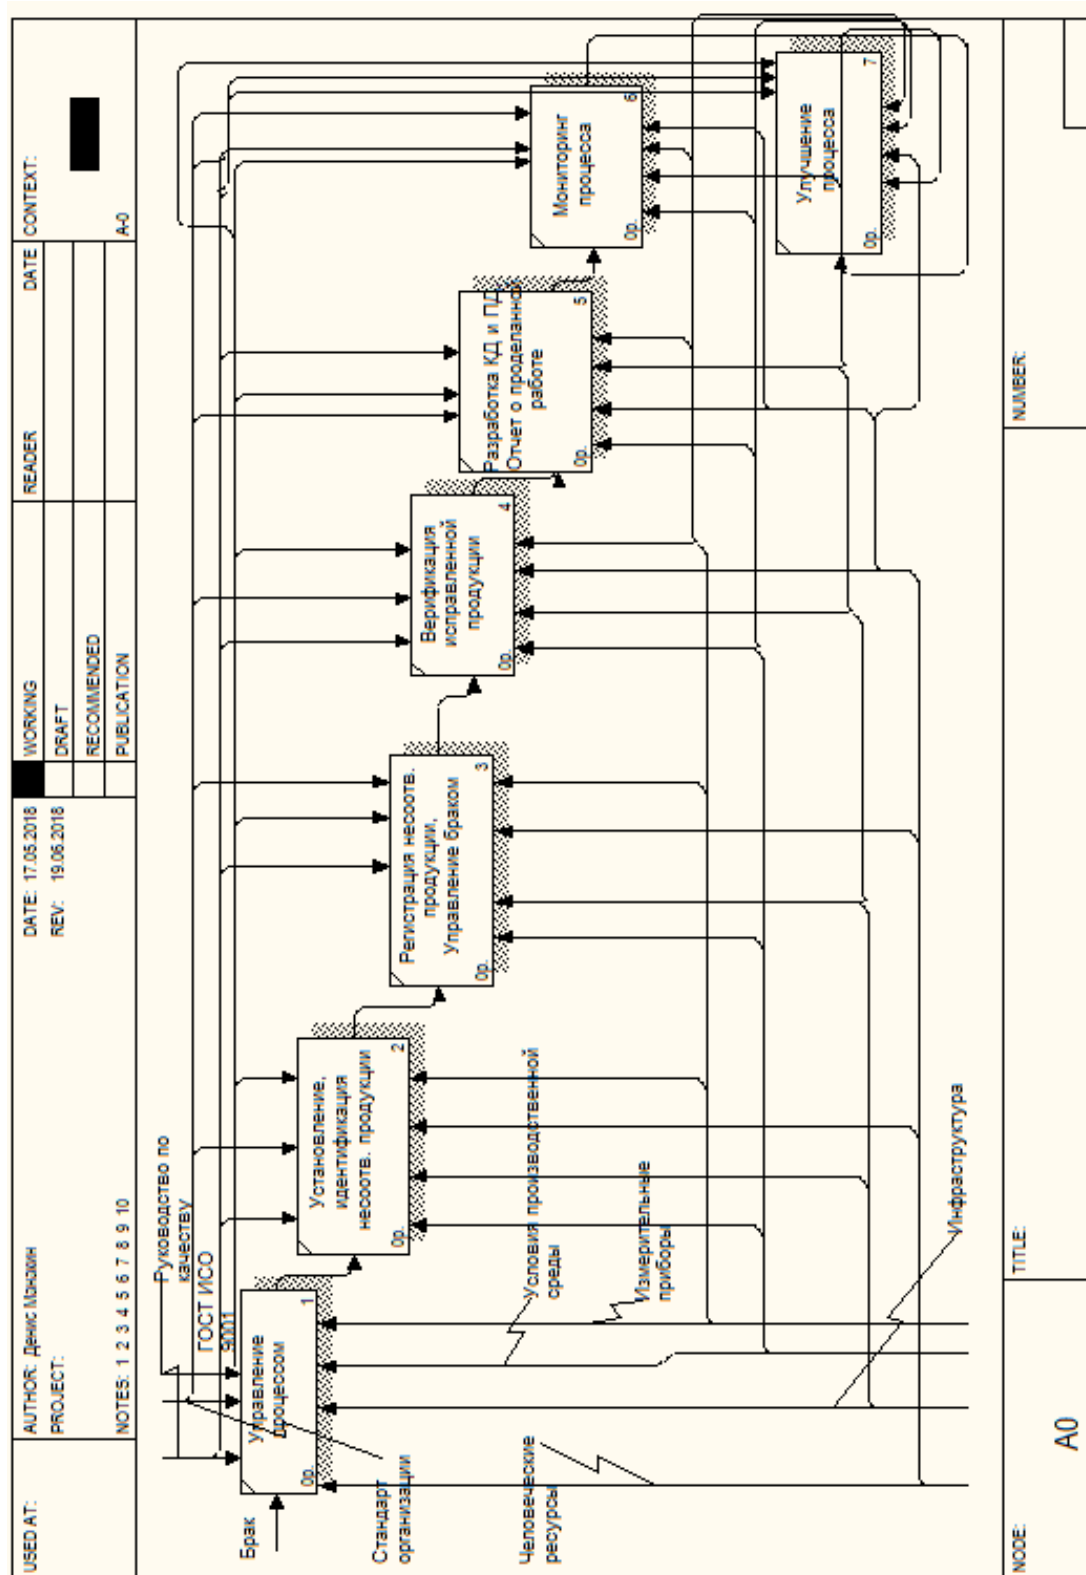 USED AT:
AUTHOR: Денис Манакин
PROJECT:
NOTES: 1 2 3 4 5 6 7 8 9 10
DATE: 17.05.2018
REV: 19.06.2018
WORKING
DRAFT
RECOMMENDED
PUBLICATION
READER
DATE
CONTEXT:
A-0
Руководство по
качеству
ГОСТ ИСО
9001
Брак
Стандарт
организации
Человеческие
ресурсы
Условия производственной
среды
Измерительные
приборы
Инфраструктура
Управление
процессом
0р.
1
Установление,
идентификация
несоотв. продукции
0р.
2
Регистрация несоотв.
продукции,
Управление браком
0р.
3
Верификация
исправленной
продукции
0р.
4
Разработка КД и ПД,
Отчет о проделанной
работе
0р.
5
Мониторинг
процесса
0р.
6
Улучшение
процесса
0р.
7
NODE:
A0
TITLE:
NUMBER: